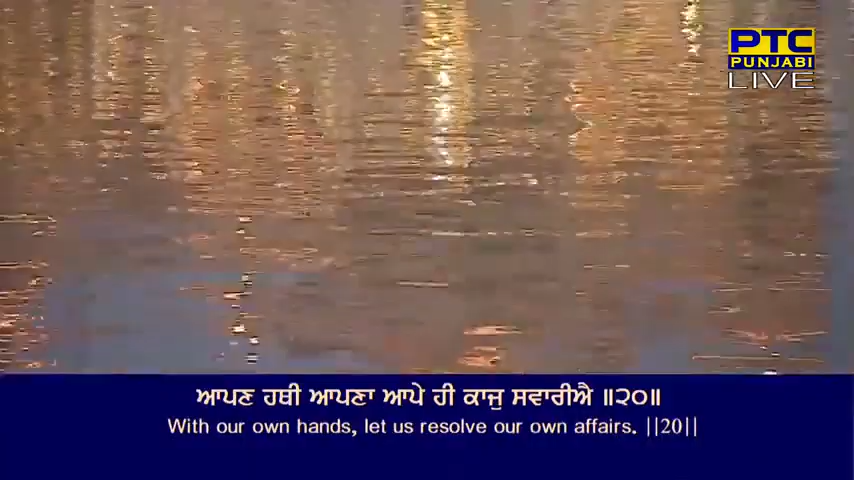 PTC
PUNJABI
LIVE
ਆਪਣ ਹਥੀ ਆਪਣਾ ਆਪੇ ਹੀ ਕਾਜੁ ਸਵਾਰੀਐ ॥੨੦॥
With our own hands, let us resolve our own affairs. ||20||